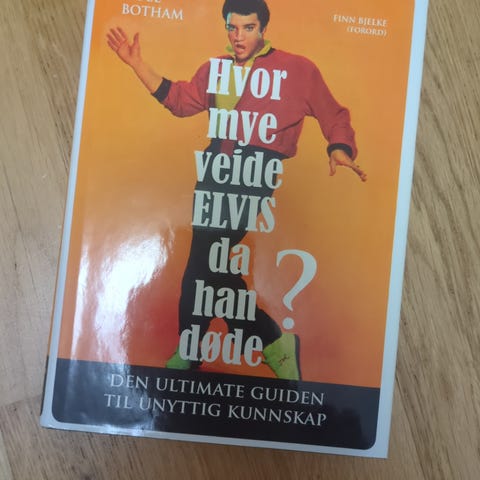 BOTHAM
FINN BJELKE
(FORORD)
Hvor
mye
veide
ELVIS
da
han
døde
?
DEN ULTIMATE GUIDEN
TIL UNYTTIG KUNNSKAP